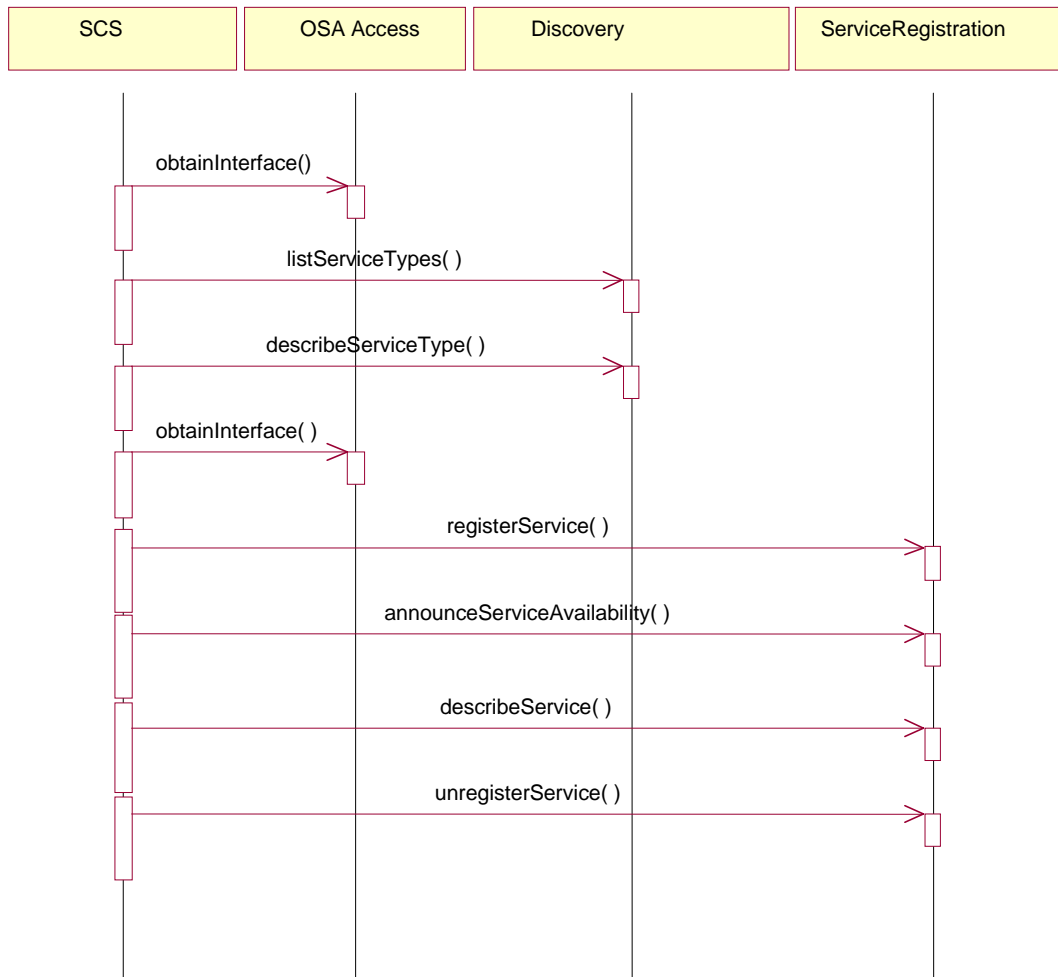 SCS
OSA Access
Discovery
ServiceRegistration
obtainInterface()
listServiceTypes( )
describeServiceType( )
obtainInterface( )
registerService( )
announceServiceAvailability( )
describeService( )
unregisterService( )